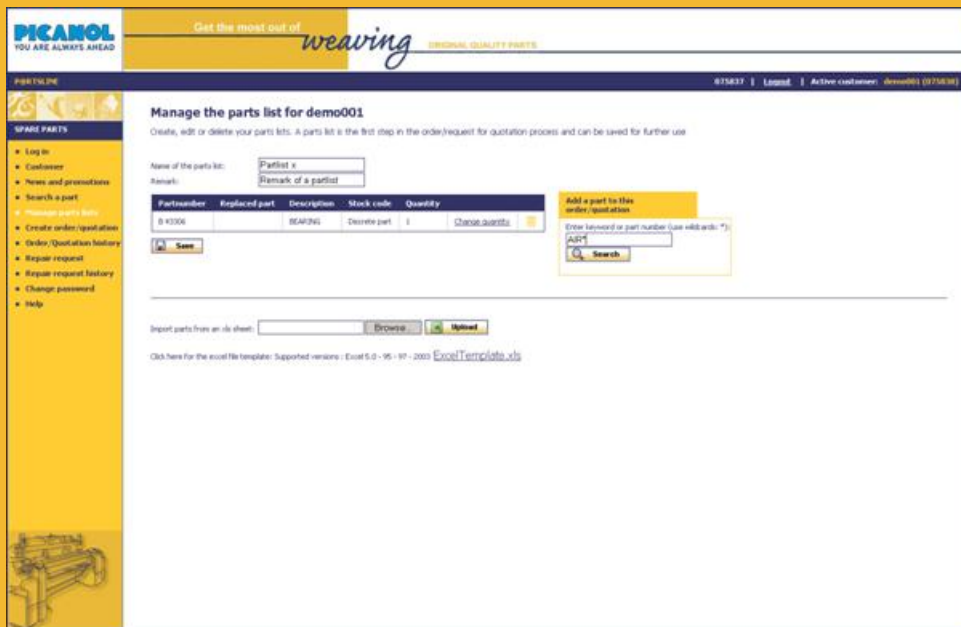 PICANOL
YOU ARE ALWAYS AHEAD
Get the most out of
weaving
ORIGINAL QUALITY PARTS
PARTSLINE
075837 | Logout | Active customer: demo001 (075838)
SPARE PARTS
Log in
Customer
News and promotions
Search a part
Manage parts lists
Create order/quotation
Order/Quotation history
Repair request
Repair request history
Change password
Help
Manage the parts list for demo001
Create, edit or delete your parts lists. A parts list is the first step in the order/request for quotation process and can be saved for further use
Name of the parts list: Partlist x
Remark: Remark of a partlist
Partnumber Replaced part Description Stock code Quantity
BEARING Discrete part 1 Change quantity
Save
Add a part to this
order/quotation
Enter keyword or part number (use wildcards: *):
AIR*
Search
Import parts from an xls sheet: Browse... Upload
Click here for the excel file template: Supported versions : Excel 5.0 - 95 - 97 - 2003 ExcelTemplate.xls